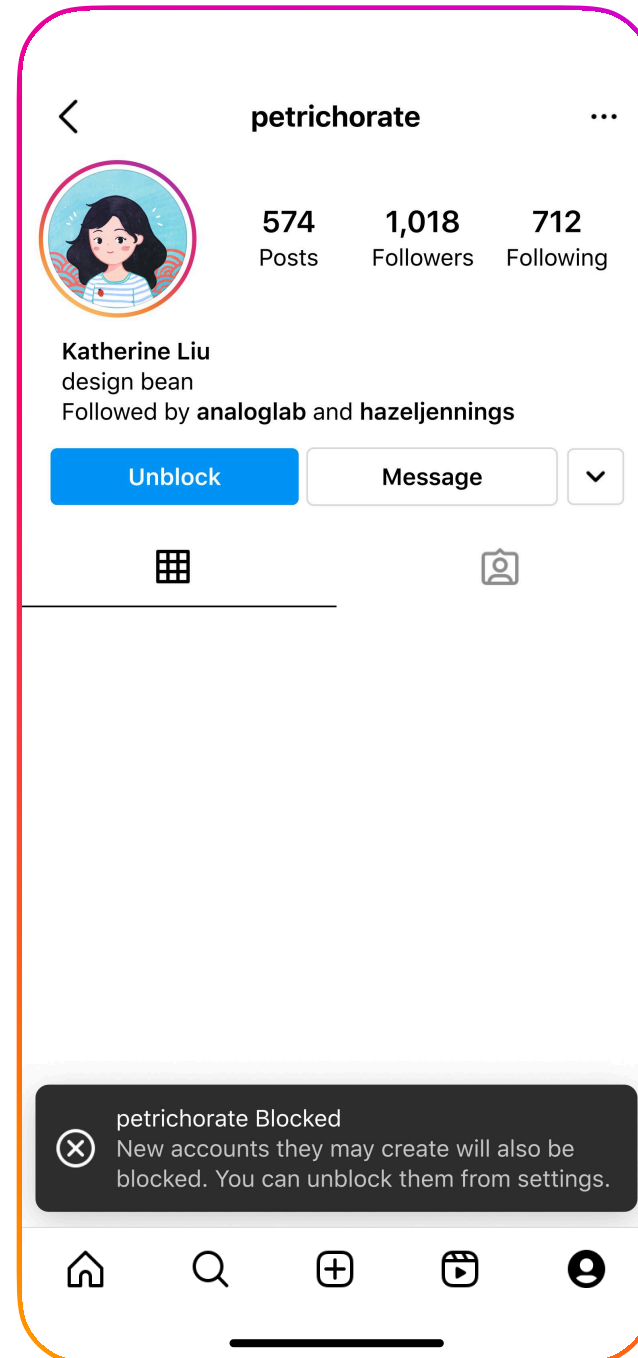 petrichorate
574 1,018 712
Posts Followers Following
Katherine Liu
design bean
Followed by analoglab and hazeljennings
Unblock Message
petrichorate Blocked
New accounts they may create will also be
blocked. You can unblock them from settings.